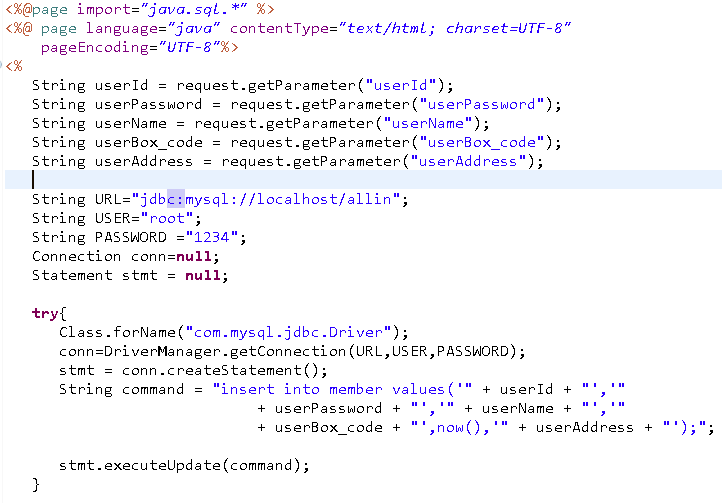 <%@page import="java.sql.*" %>
<%@ page language="java" contentType="text/html; charset=UTF-8"
    pageEncoding="UTF-8"%>
<%
   String userId = request.getParameter("userId");
   String userPassword = request.getParameter("userPassword");
   String userName = request.getParameter("userName");
   String userBox_code = request.getParameter("userBox_code");
   String userAddress = request.getParameter("userAddress");
   String URL="jdbc:mysql://localhost/allin";
   String USER="root";
   String PASSWORD ="1234";
   Connection conn=null;
   Statement stmt = null;
   try{
      Class.forName("com.mysql.jdbc.Driver");
      conn=DriverManager.getConnection(URL,USER,PASSWORD);
      stmt = conn.createStatement();
      String command = "insert into member values('" + userId + "','"
                            + userPassword + "','" + userName + "','"
                            + userBox_code + "',now(),'" + userAddress + "');";
      stmt.executeUpdate(command);
   }